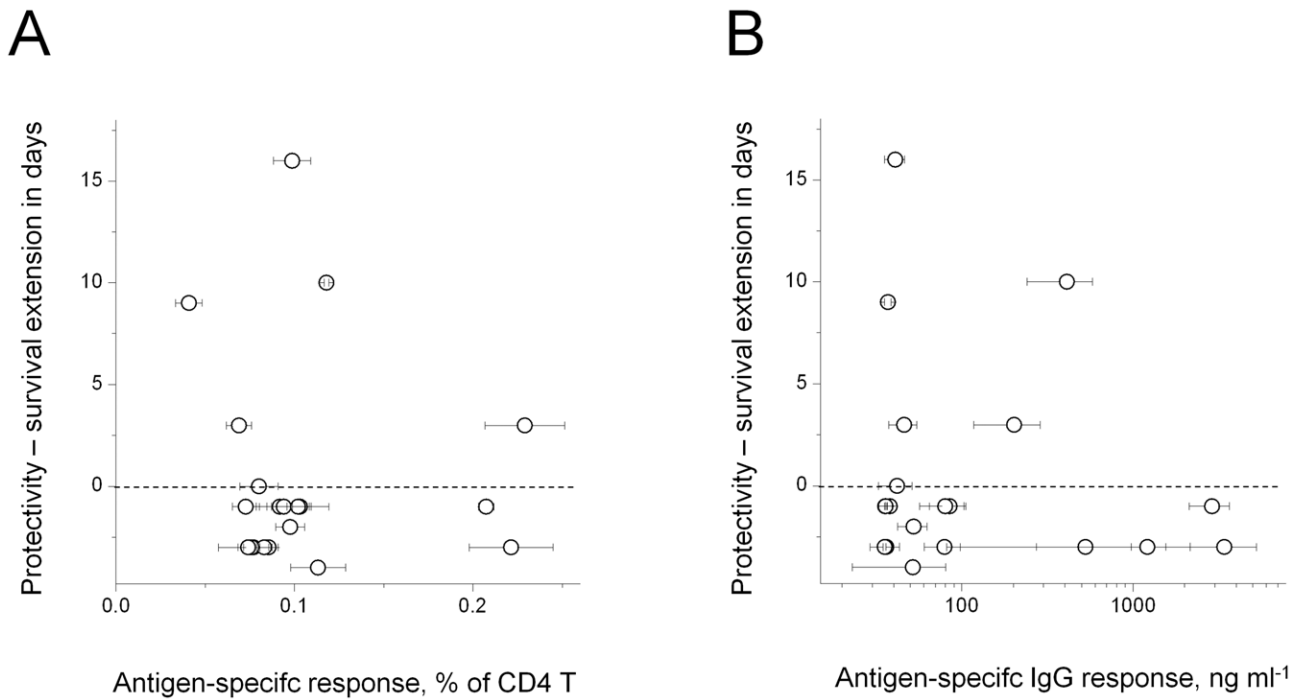 A
Protectivity – survival extension in days
15
10
5
0
0.0 0.1 0.2
Antigen-specifc response, % of CD4 T
B
Protectivity – survival extension in days
15
10
5
0
100 1000
Antigen-specifc IgG response, ng ml-1